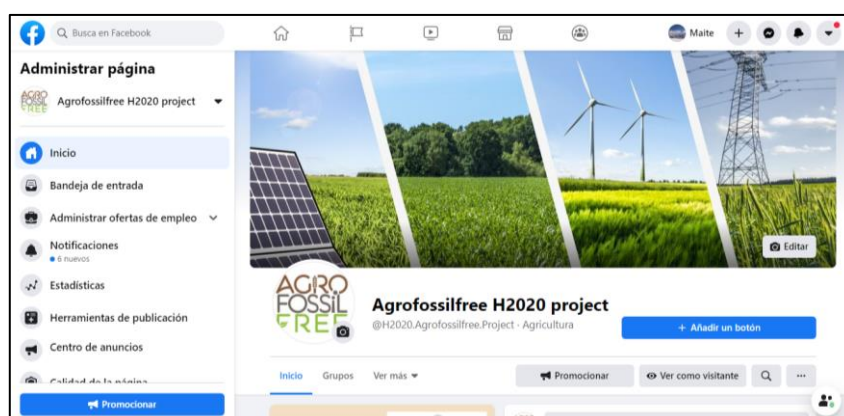 Busca en Facebook
Maite
Administrar página
AGRO FOSSIL FREE
Agrofossilfree H2020 project
Inicio
Bandeja de entrada
Administrar ofertas de empleo
Notificaciones
6 nuevos
Estadísticas
Herramientas de publicación
Centro de anuncios
Calidad de la página
Promocionar
Editar
AGRO
FOSSIL
FREE
Agrofossilfree H2020 project
@H2020.Agrofossilfree.Project · Agricultura
+ Añadir un botón
Inicio Grupos Ver más
Promocionar Ver como visitante